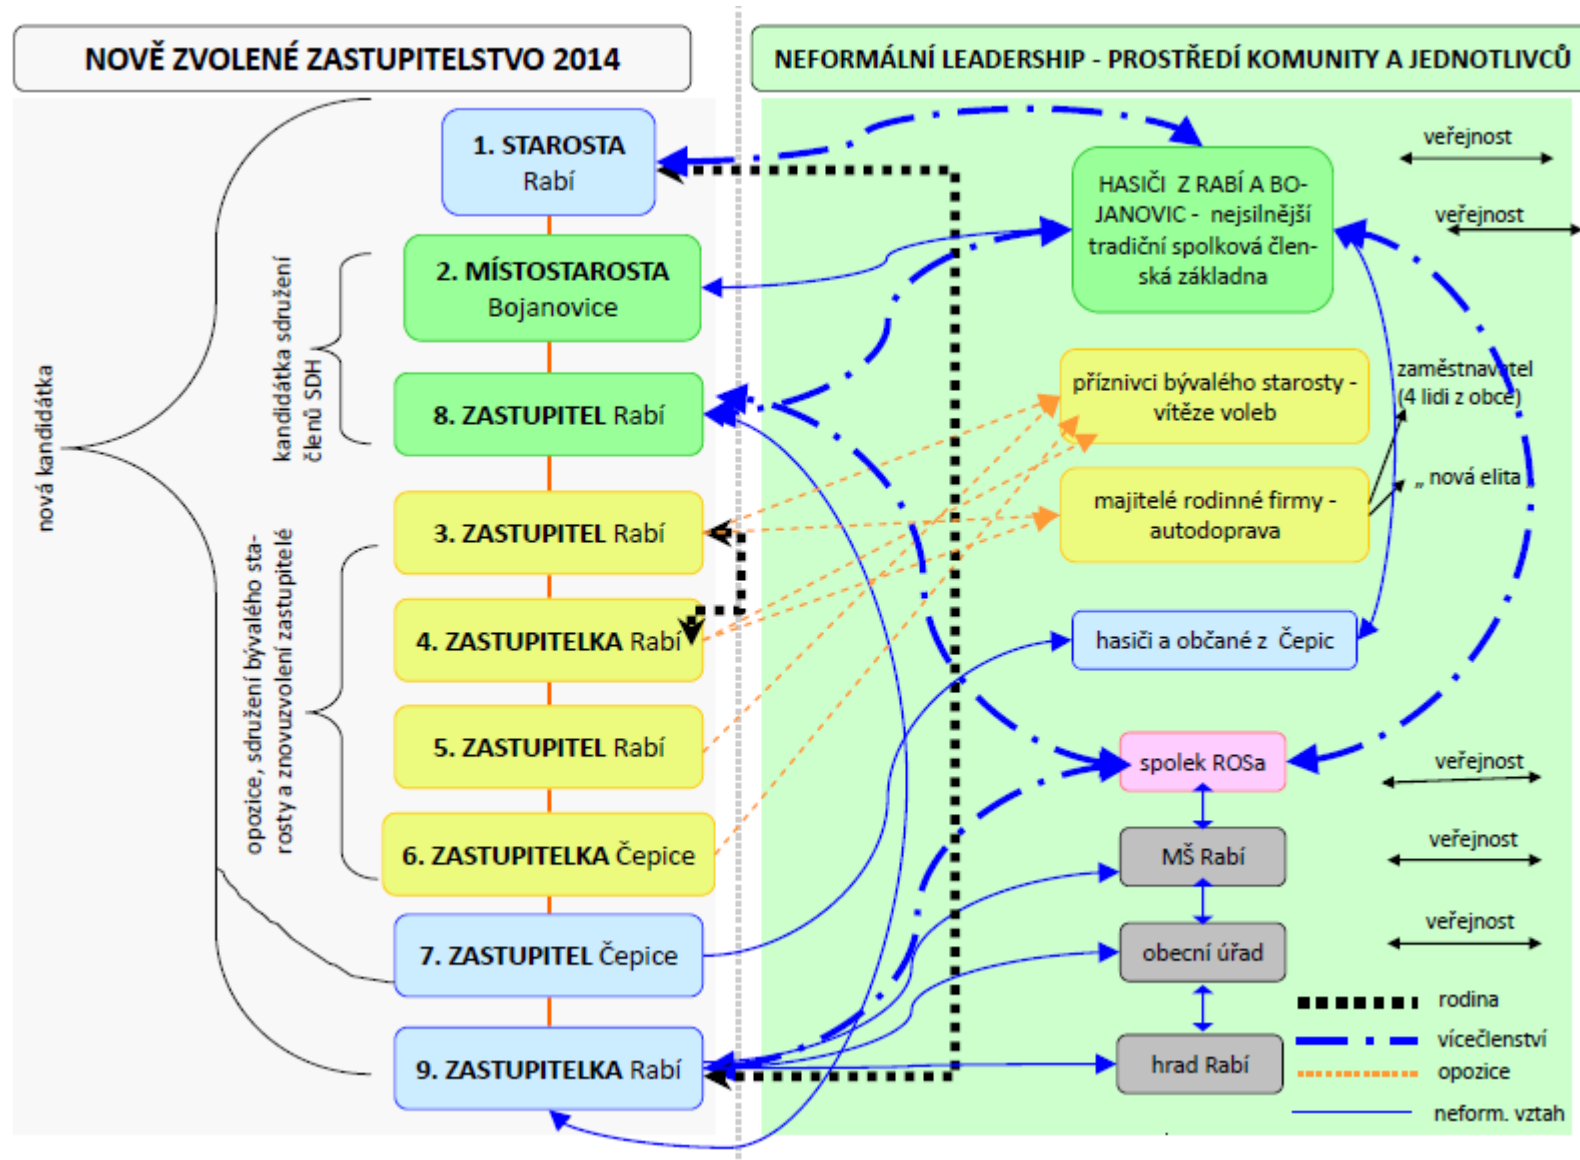 NOVĚ ZVOLENÉ ZASTUPITELSTVO 2014
NEFORMÁLNÍ LEADERSHIP - PROSTŘEDÍ KOMUNITY A JEDNOTLIVCŮ
nová kandidátka
kandidátka sdružení
členů SDH
opozice, sdružení bývalého sta-
rosty a znovuzvolení zastupitelé
1. STAROSTA
Rabí
2. MÍSTOSTAROSTA
Bojanovice
8. ZASTUPITEL Rabí
3. ZASTUPITEL Rabí
4. ZASTUPITELKA Rabí
5. ZASTUPITEL Rabí
6. ZASTUPITELKA Čepice
7. ZASTUPITEL Čepice
9. ZASTUPITELKA Rabí
HASIČI Z RABÍ A BO-
JANOVIC - nejsilnější
tradiční spolková člen-
ská základna
příznivci bývalého starosty -
vítěze voleb
majitelé rodinné firmy -
autodoprava
hasiči a občané z Čepic
spolek ROSa
MŠ Rabí
obecní úřad
hrad Rabí
veřejnost
veřejnost
zaměstnavatel
(4 lidi z obce)
„ nová elita
veřejnost
veřejnost
veřejnost
rodina
vícečlenství
opozice
neform. vztah